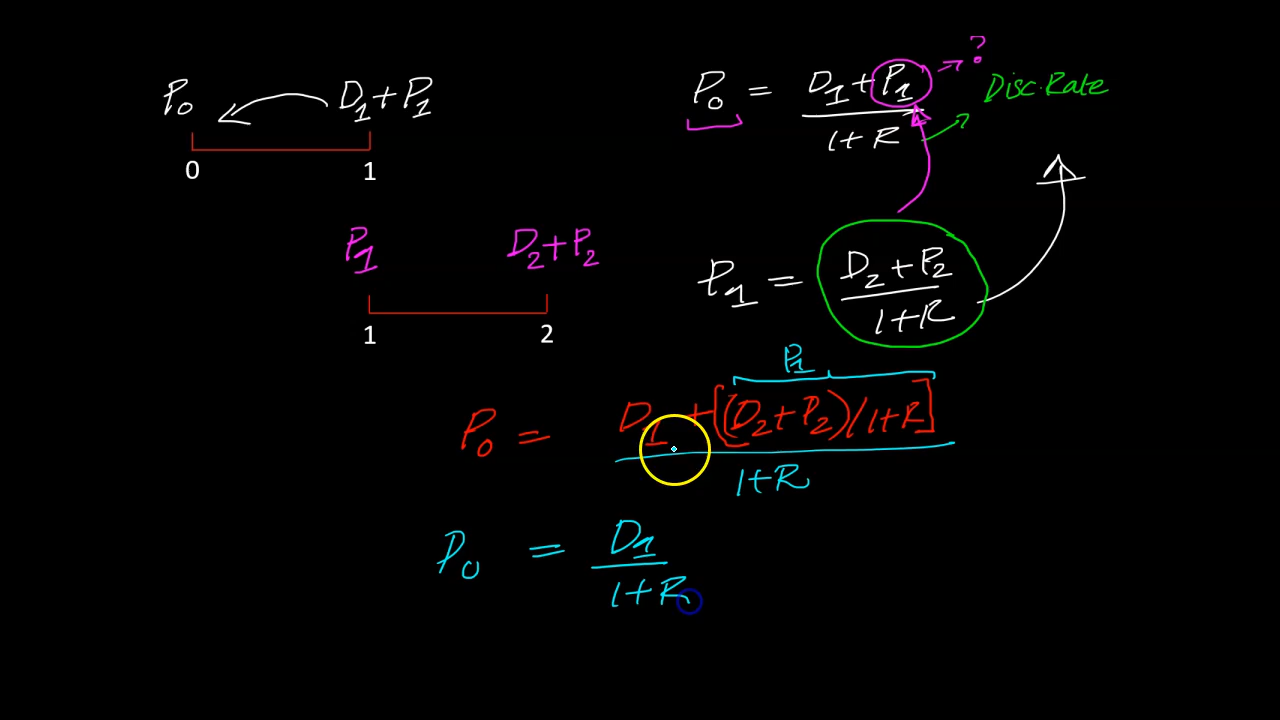 P₀ D₁+P₁
0 1
P₀ = (D₁+P₁)/(1+R) → ?
Disc. Rate
P₁ D₂+P₂
1 2
P₁ = (D₂+P₂)/(1+R)
P₁
P₀ = (D₁ + [(D₂+P₂)/1+R])/(1+R)
P₀ = D₁/(1+R)